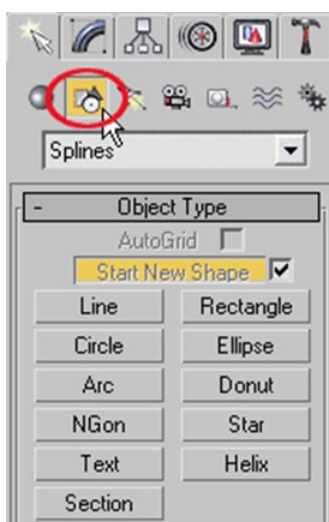 Splines
- Object Type
AutoGrid
Start New Shape
Line Rectangle
Circle Ellipse
Arc Donut
NGon Star
Text Helix
Section